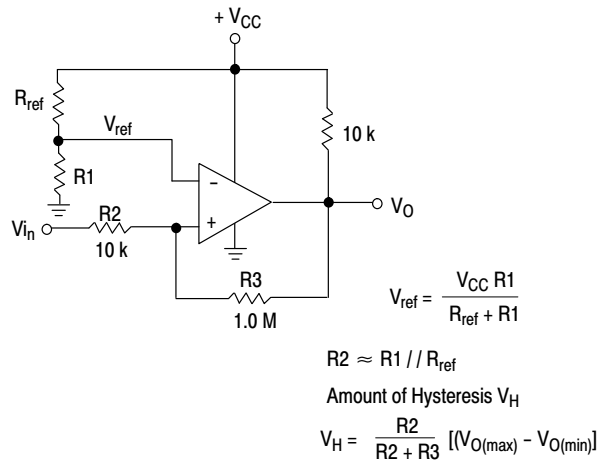 + VCC
Rref
Vref
10 k
R1
–
+
VO
Vin
R2
10 k
R3
1.0 M
Vref = VCC R1 / Rref + R1
R2 ≈ R1 // Rref
Amount of Hysteresis VH
VH = R2 / R2 + R3 [(VO(max) – VO(min)]